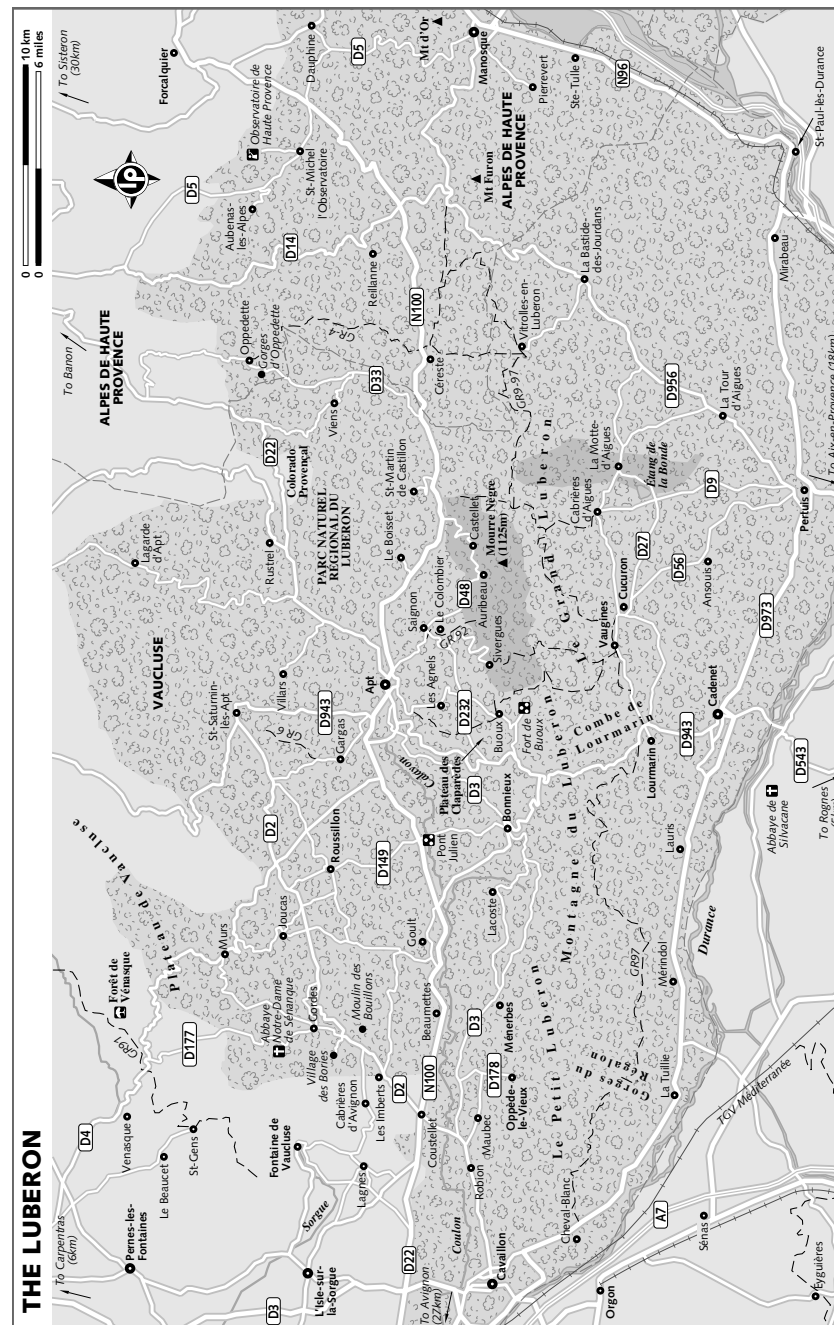 THE LUBERON
0
10 km
0
6 miles
To Carpentras
(6km)
D4
Pernes-les-
Fontaines
Venasque
Le Beaucet
St-Gens
D3
L'Isle-sur-
la-Sorgue
Fontaine de
Vaucluse
Sorgue
Lagnes
D22
To Avignon
(27km)
Coulon
Cavaillon
Robion
Maubec
Cheval-Blanc
Orgon
A7
Sénas
Eyguières
GR91
Forêt de
Vénasque
D177
Plateau de Vaucluse
Murs
Abbaye
Notre-Dame
de Sénanque
Joucas
Gordes
Village
des Bories
Moulin des
Bouillons
Cabrières
d'Avignon
Les Imberts
D2
Coustellet
N100
Beaumettes
Goult
D3
Ménerbes
D178
Oppède-
le-Vieux
Lacoste
Le Petit Luberon
Gorges du
Régalon
La Tuillie
TGV Méditerranée
Mérindol
GR97
Durance
Lauris
VAUCLUSE
Lagarde
d'Apt
St-Saturnin-
lès-Apt
Villars
D943
GR6
Gargas
D2
Roussillon
D149
Apt
Calavon
Pont
Julien
Bonnieux
D3
Plateau des
Claparèdes
Les Agnels
D232
Buoux
Fort de
Buoux
Saignon
Le Colombier
GR92
D48
Auribeau
Sivergues
Castellet
Mourre Nègre
(1125m)
Montagne du Luberon
Combe de
Lourmarin
Lourmarin
D943
Cadenet
D543
Abbaye de
Silvacane
To Rognes
Vaugines
Cucuron
Le Grand Luberon
Cabrières
d'Aigues
La Motte-
d'Aigues
Étang de
la Bonde
D27
D56
Ansouis
D9
D973
Pertuis
To Aix-en-Provence (18km)
La Tour
d'Aigues
D956
To Banon
ALPES-DE-HAUTE
PROVENCE
Oppedette
Gorges
d'Oppedette
D22
Colorado
Provençal
Rustrel
Viens
D33
GR4
PARC NATUREL
RÉGIONAL DU
LUBERON
St-Martin
de Castillon
Le Boisset
Céreste
N100
Reillanne
D14
Aubenas-
les-Alpes
D5
Vitrolles-en-
Luberon
GR9-97
La Bastide-
des-Jourdans
To Sisteron
(30km)
Forcalquier
Observatoire de
Haute Provence
St-Michel
l'Observatoire
Dauphine
D5
Mt d'Or
Manosque
Mt Furon
ALPES DE HAUTE
PROVENCE
Pierrevert
Ste-Tulle
N96
St-Paul-lès-Durance
Mirabeau
lp